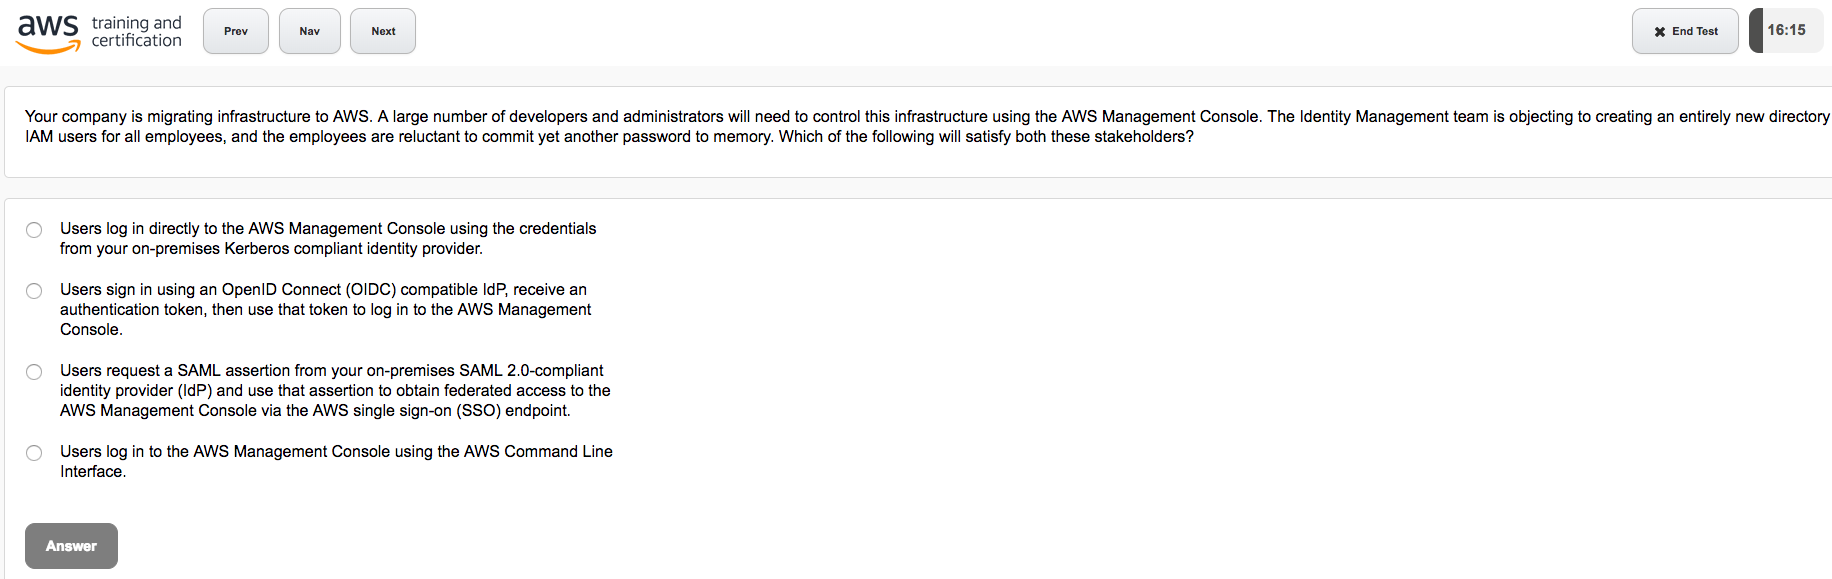 aws training and certification
Prev
Nav
Next
✖ End Test
16:15
Your company is migrating infrastructure to AWS. A large number of developers and administrators will need to control this infrastructure using the AWS Management Console. The Identity Management team is objecting to creating an entirely new directory
IAM users for all employees, and the employees are reluctant to commit yet another password to memory. Which of the following will satisfy both these stakeholders?
Users log in directly to the AWS Management Console using the credentials
from your on-premises Kerberos compliant identity provider.
Users sign in using an OpenID Connect (OIDC) compatible IdP, receive an
authentication token, then use that token to log in to the AWS Management
Console.
Users request a SAML assertion from your on-premises SAML 2.0-compliant
identity provider (IdP) and use that assertion to obtain federated access to the
AWS Management Console via the AWS single sign-on (SSO) endpoint.
Users log in to the AWS Management Console using the AWS Command Line
Interface.
Answer